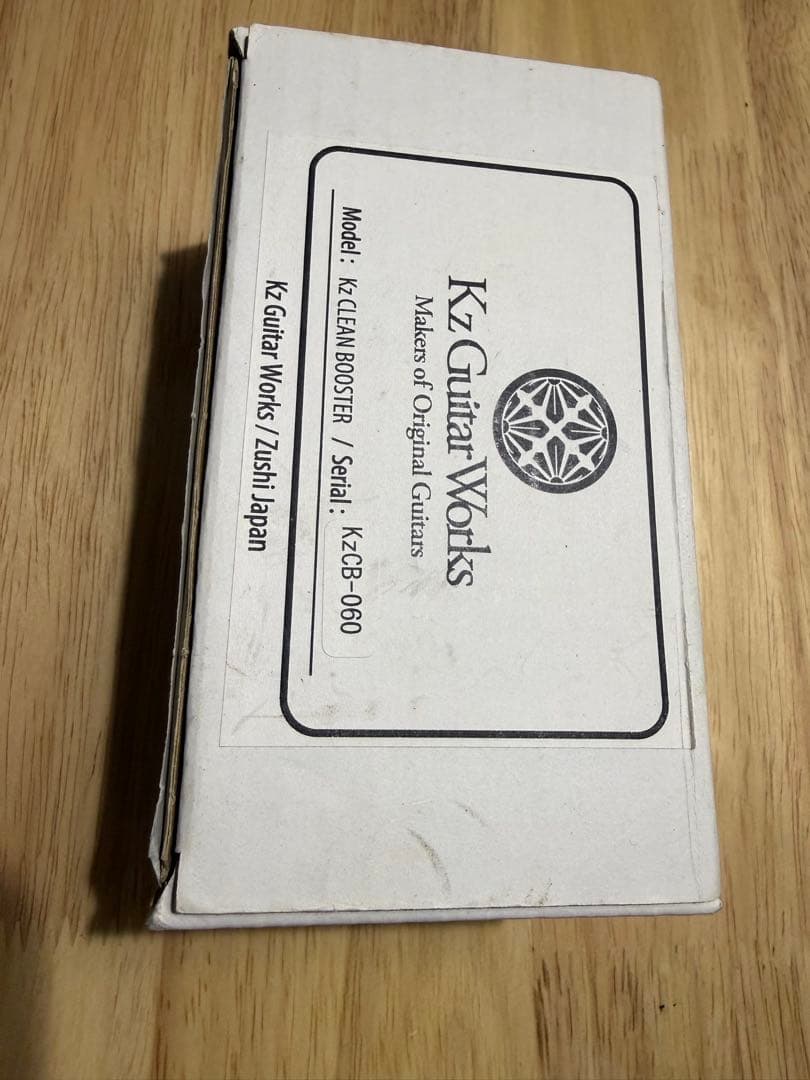 Kz Guitar Works
Makers of Original Guitars
Model : Kz CLEAN BOOSTER / Serial : KzCB-060
Kz Guitar Works / Zushi Japan